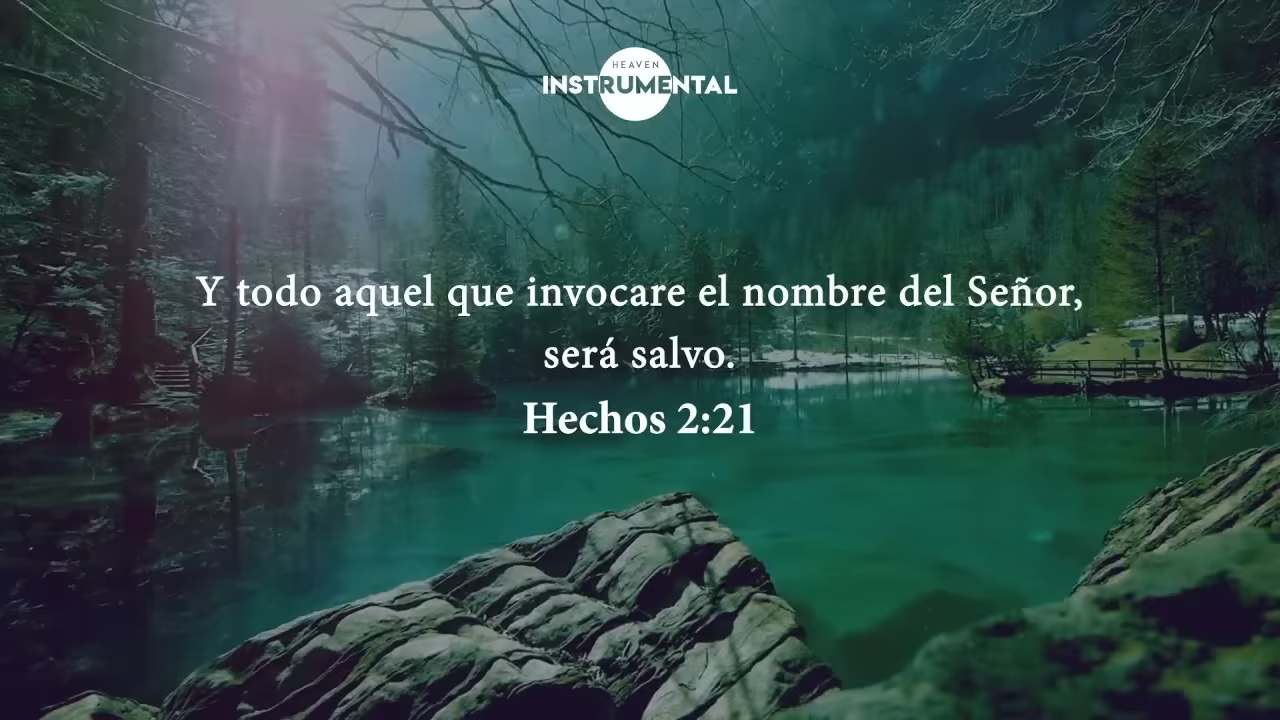 HEAVEN
INSTRUMENTAL
Y todo aquel que invocare el nombre del Señor,
será salvo.
Hechos 2:21